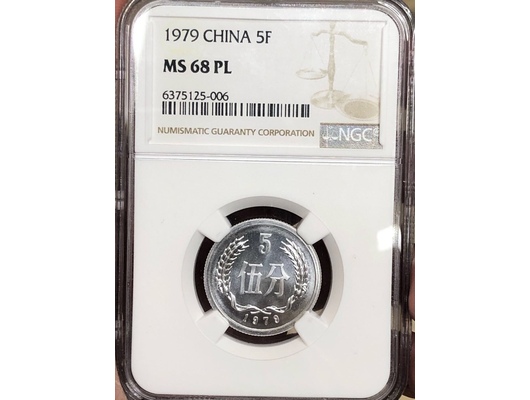 1979 CHINA 5F
MS 68 PL
6375125-006
NUMISMATIC GUARANTY CORPORATION
NGC
5
伍分
1979